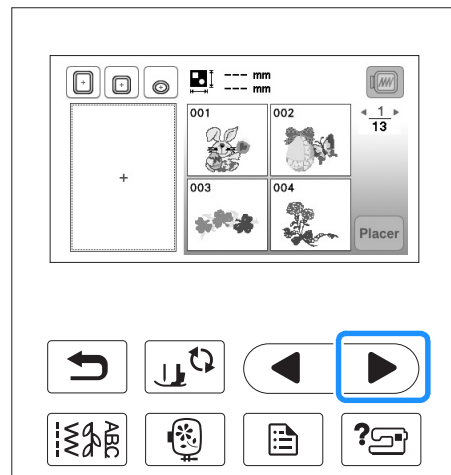 --- mm
--- mm
001
002
1
13
003
004
Placer
ABC
?